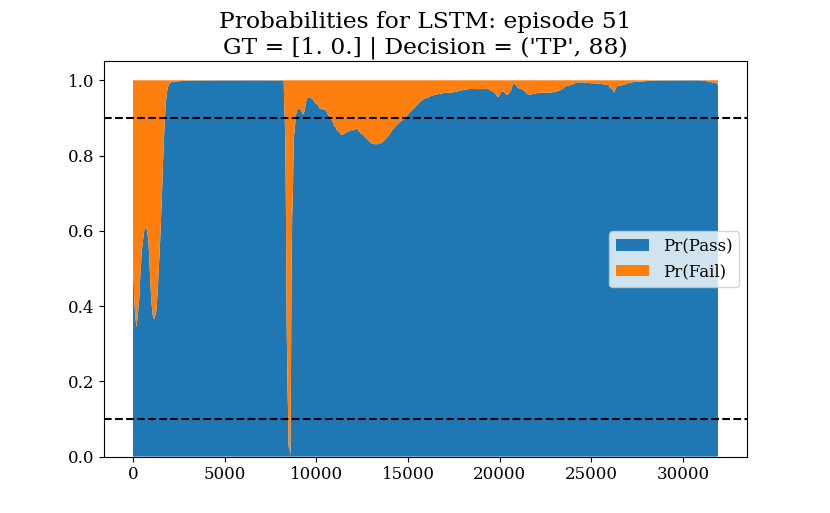 Probabilities for LSTM: episode 51
GT = [1. 0.] | Decision = ('TP', 88)
1.0
0.8
0.6
0.4
0.2
0.0
Pr(Pass)
Pr(Fail)
0 5000 10000 15000 20000 25000 30000